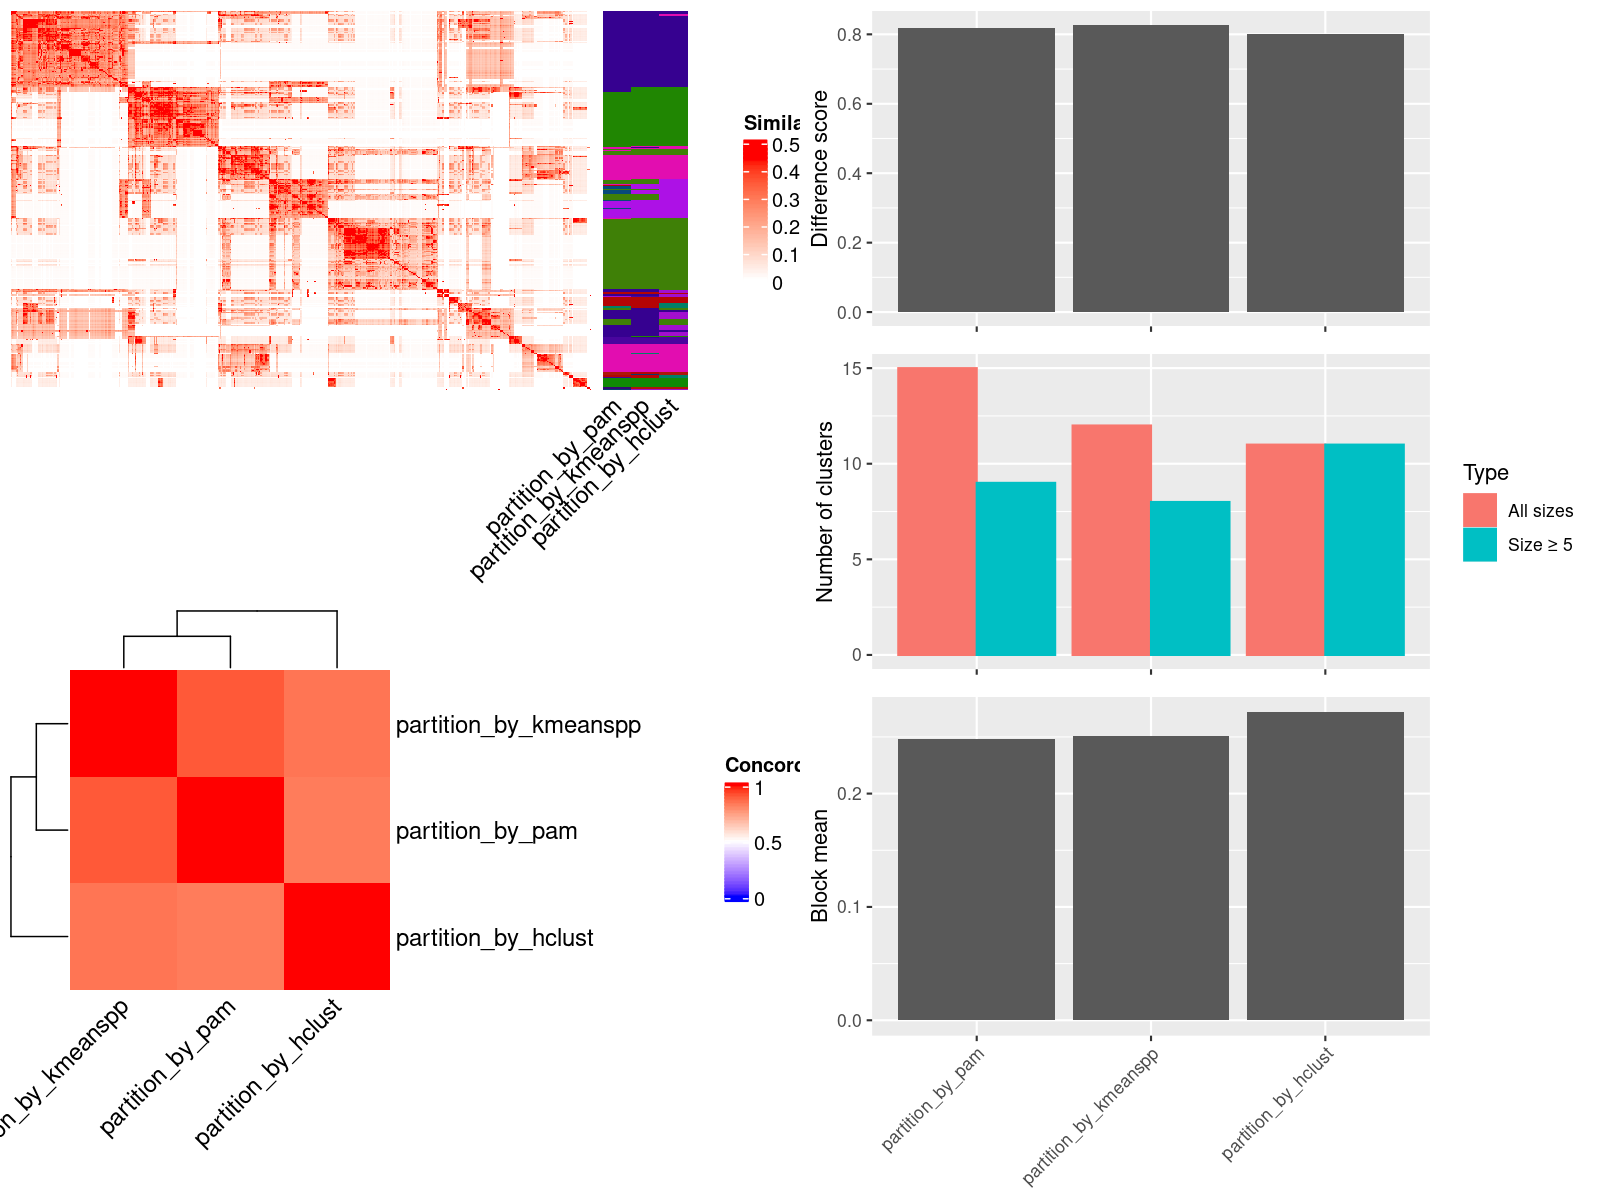 Simila
0.5
0.4
0.3
0.2
0.1
0
partition_by_pam
partition_by_kmeanspp
partition_by_hclust
partition_by_kmeanspp
partition_by_pam
partition_by_hclust
on_by_kmeanspp
partition_by_pam
partition_by_hclust
Concord
1
0.5
0
Difference score
0.8
0.6
0.4
0.2
0.0
Number of clusters
15
10
5
0
Type
All sizes
Size ≥ 5
Block mean
0.2
0.1
0.0
partition_by_pam
partition_by_kmeanspp
partition_by_hclust